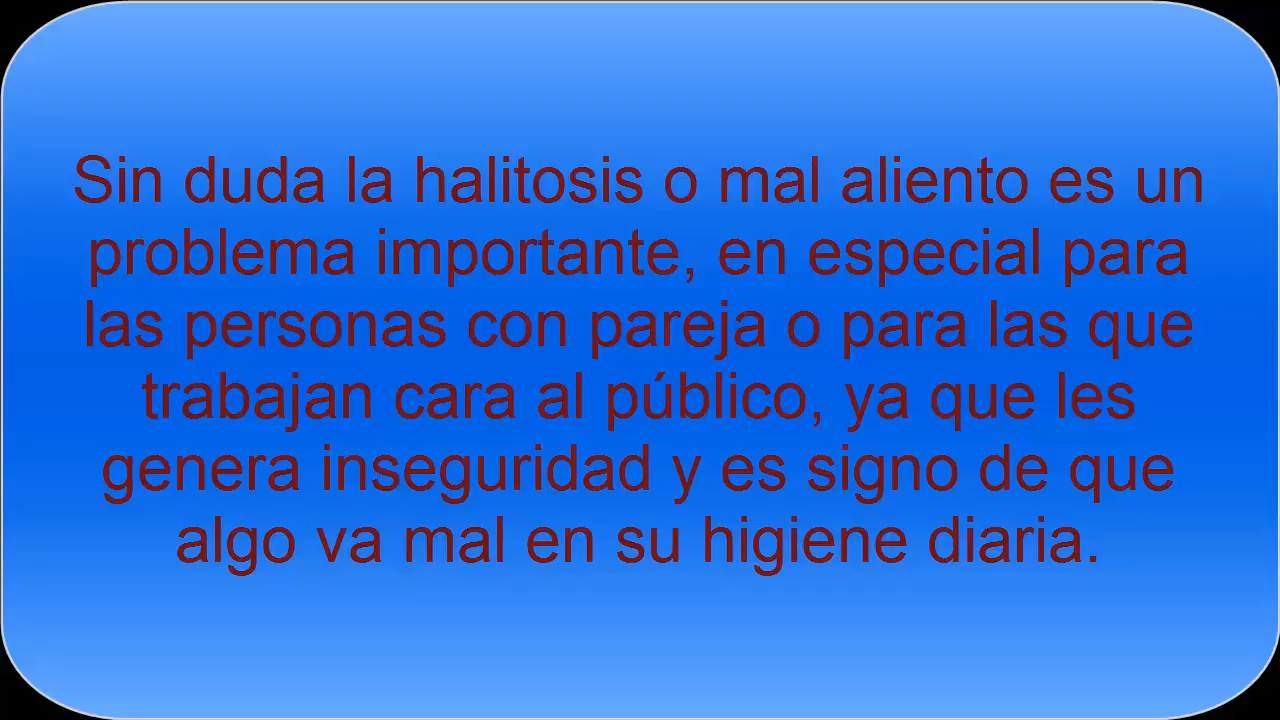 Sin duda la halitosis o mal aliento es un
problema importante, en especial para
las personas con pareja o para las que
trabajan cara al público, ya que les
genera inseguridad y es signo de que
algo va mal en su higiene diaria.